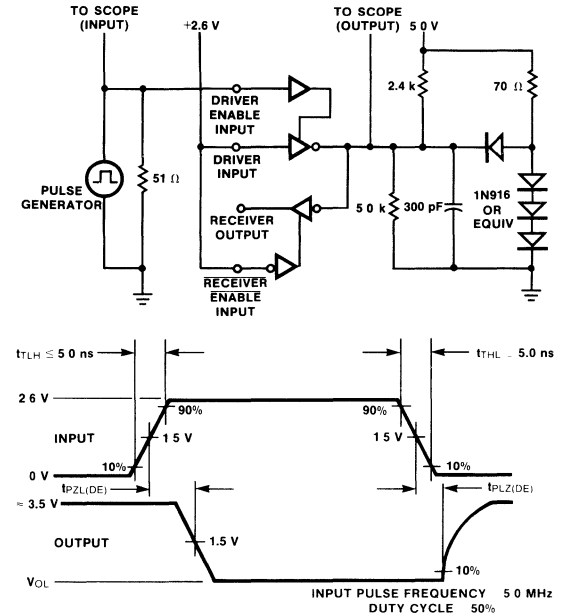 TO SCOPE
(INPUT)
+2.6 V
TO SCOPE
(OUTPUT)
5 0 V
2.4 k
70 Ω
DRIVER
ENABLE
INPUT
DRIVER
INPUT
51 Ω
PULSE
GENERATOR
RECEIVER
OUTPUT
5 0 k
300 pF
1N916
OR
EQUIV
RECEIVER
ENABLE
INPUT
tTLH ≤ 5 0 ns
tTHL - 5.0 ns
2 6 V
90%
90%
INPUT
1 5 V
1 5 V
10%
10%
0 V
tPZL(DE)
tPLZ(DE)
≈ 3.5 V
OUTPUT
1.5 V
10%
VOL
INPUT PULSE FREQUENCY 5 0 MHz
DUTY CYCLE 50%